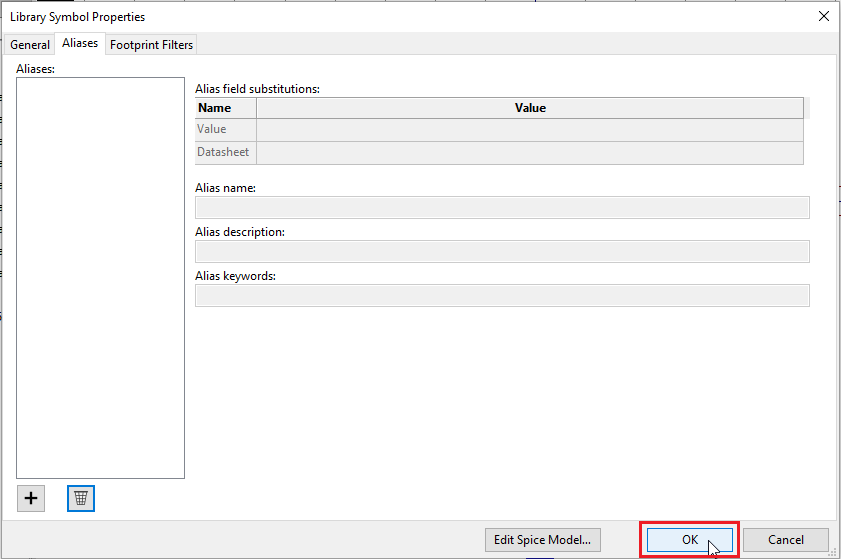 Library Symbol Properties
General Aliases Footprint Filters
Aliases:
Alias field substitutions:
Name Value
Value
Datasheet
Alias name:
Alias description:
Alias keywords:
Edit Spice Model... OK Cancel